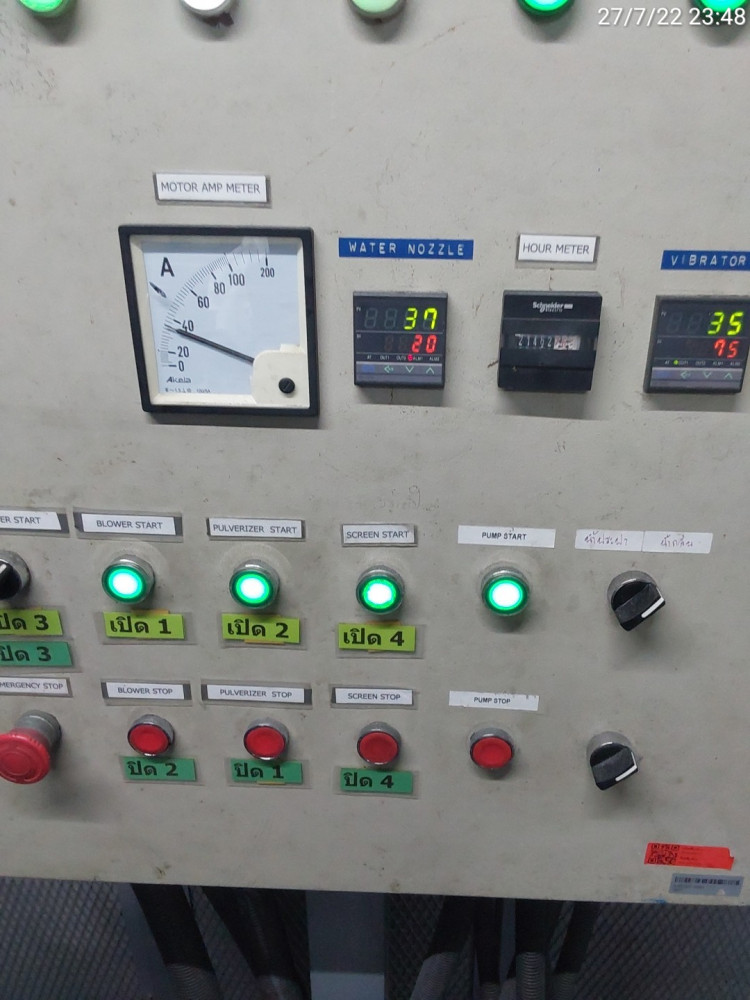 27/7/22 23:48
MOTOR AMP METER
WATER NOZZLE
HOUR METER
VIBRATOR
A
0
20
40
60
80
100
200
Akela
37
20
Schneider
Electric
35
75
ER START
BLOWER START
PULVERIZER START
SCREEN START
PUMP START
ปิด 3
เปิด 1
เปิด 2
เปิด 4
ปิด 3
MERGENCY STOP
BLOWER STOP
PULVERIZER STOP
SCREEN STOP
PUMP STOP
ปิด 2
ปิด 1
ปิด 4